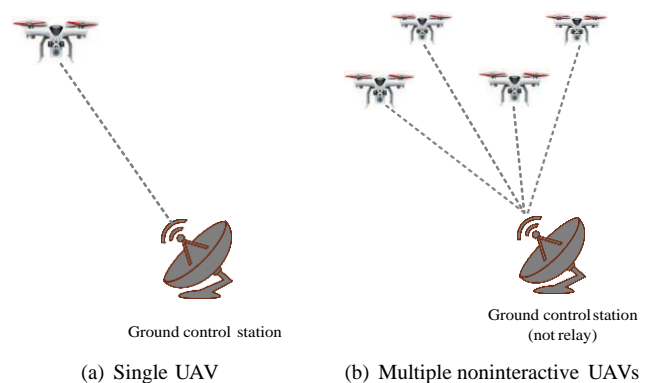 Ground control station
Ground control station
(not relay)
(a) Single UAV
(b) Multiple noninteractive UAVs